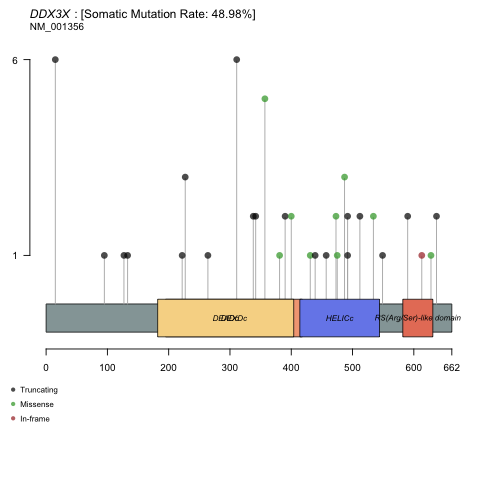 DDX3X : [Somatic Mutation Rate: 48.98%]
NM_001356
6
1
HELICc
RS(Arg/Ser)-like domain
0 100 200 300 400 500 600 662
Truncating
Missense
In-frame